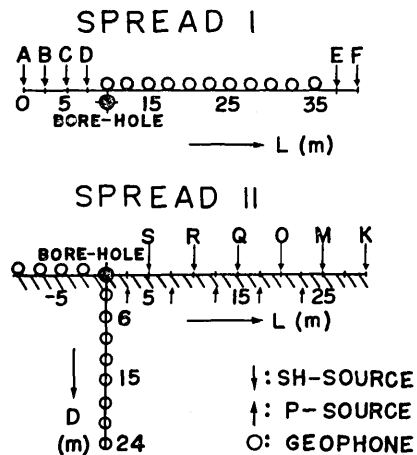 SPREAD I
A B C D E F
0 5 15 25 35
BORE-HOLE
L (m)
SPREAD II
BORE-HOLE S R Q O M K
-5 5 15 25
6 L (m)
15 ↓: SH-SOURCE
D ↑: P-SOURCE
(m) 24 O: GEOPHONE